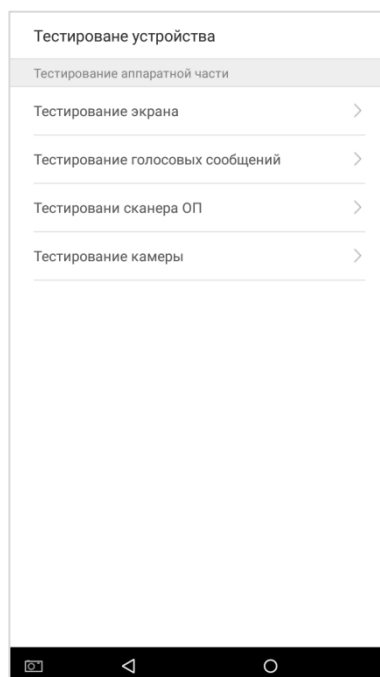 Тестироване устройства
Тестирование аппаратной части
Тестирование экрана
Тестирование голосовых сообщений
Тестировани сканера ОП
Тестирование камеры